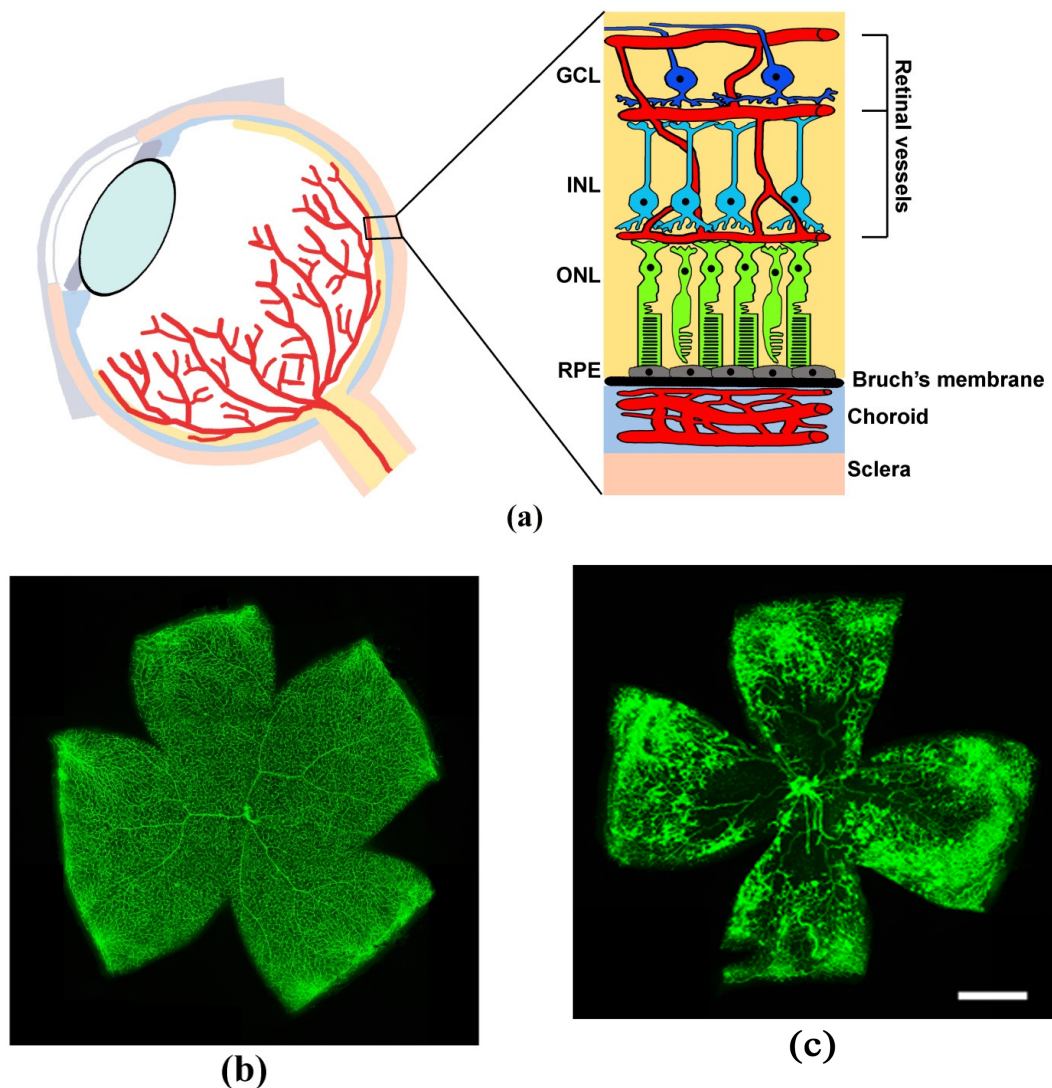 GCL
INL
ONL
RPE
Retinal vessels
Bruch's membrane
Choroid
Sclera
(a)
(b)
(c)